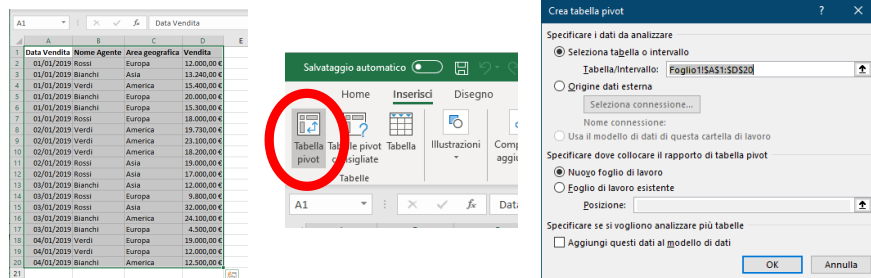 A1 fx Data Vendita
A B C D E
1 Data Vendita Nome Agente Area geografica Vendita
2 01/01/2019 Rossi Europa 12.000,00 €
3 01/01/2019 Bianchi Asia 13.240,00 €
4 01/01/2019 Verdi America 15.400,00 €
5 01/01/2019 Bianchi Europa 20.000,00 €
6 01/01/2019 Bianchi America 15.300,00 €
7 01/01/2019 Rossi Europa 18.000,00 €
8 02/01/2019 Verdi America 19.730,00 €
9 02/01/2019 Verdi America 23.100,00 €
10 02/01/2019 Verdi America 18.200,00 €
11 02/01/2019 Rossi Asia 19.000,00 €
12 02/01/2019 Rossi Asia 17.000,00 €
13 03/01/2019 Bianchi Asia 12.000,00 €
14 03/01/2019 Rossi Europa 9.800,00 €
15 03/01/2019 Rossi Asia 32.000,00 €
16 03/01/2019 Bianchi America 24.100,00 €
17 03/01/2019 Bianchi Europa 4.500,00 €
18 04/01/2019 Verdi Europa 19.000,00 €
19 04/01/2019 Verdi Europa 12.000,00 €
20 04/01/2019 Bianchi America 12.500,00 €
21
Salvataggio automatico
Home Inserisci Disegno
Tabella Tabelle pivot Tabella Illustrazioni Comp
pivot consigliate aggiu
Tabelle
A1 fx Data
Crea tabella pivot ? ×
Specificare i dati da analizzare
Seleziona tabella o intervallo
Tabella/Intervallo: Foglio1!$A$1:$D$20
Origine dati esterna
Seleziona connessione...
Nome connessione:
Usa il modello di dati di questa cartella di lavoro
Specificare dove collocare il rapporto di tabella pivot
Nuovo foglio di lavoro
Foglio di lavoro esistente
Posizione:
Specificare se si vogliono analizzare più tabelle
Aggiungi questi dati al modello di dati
OK Annulla